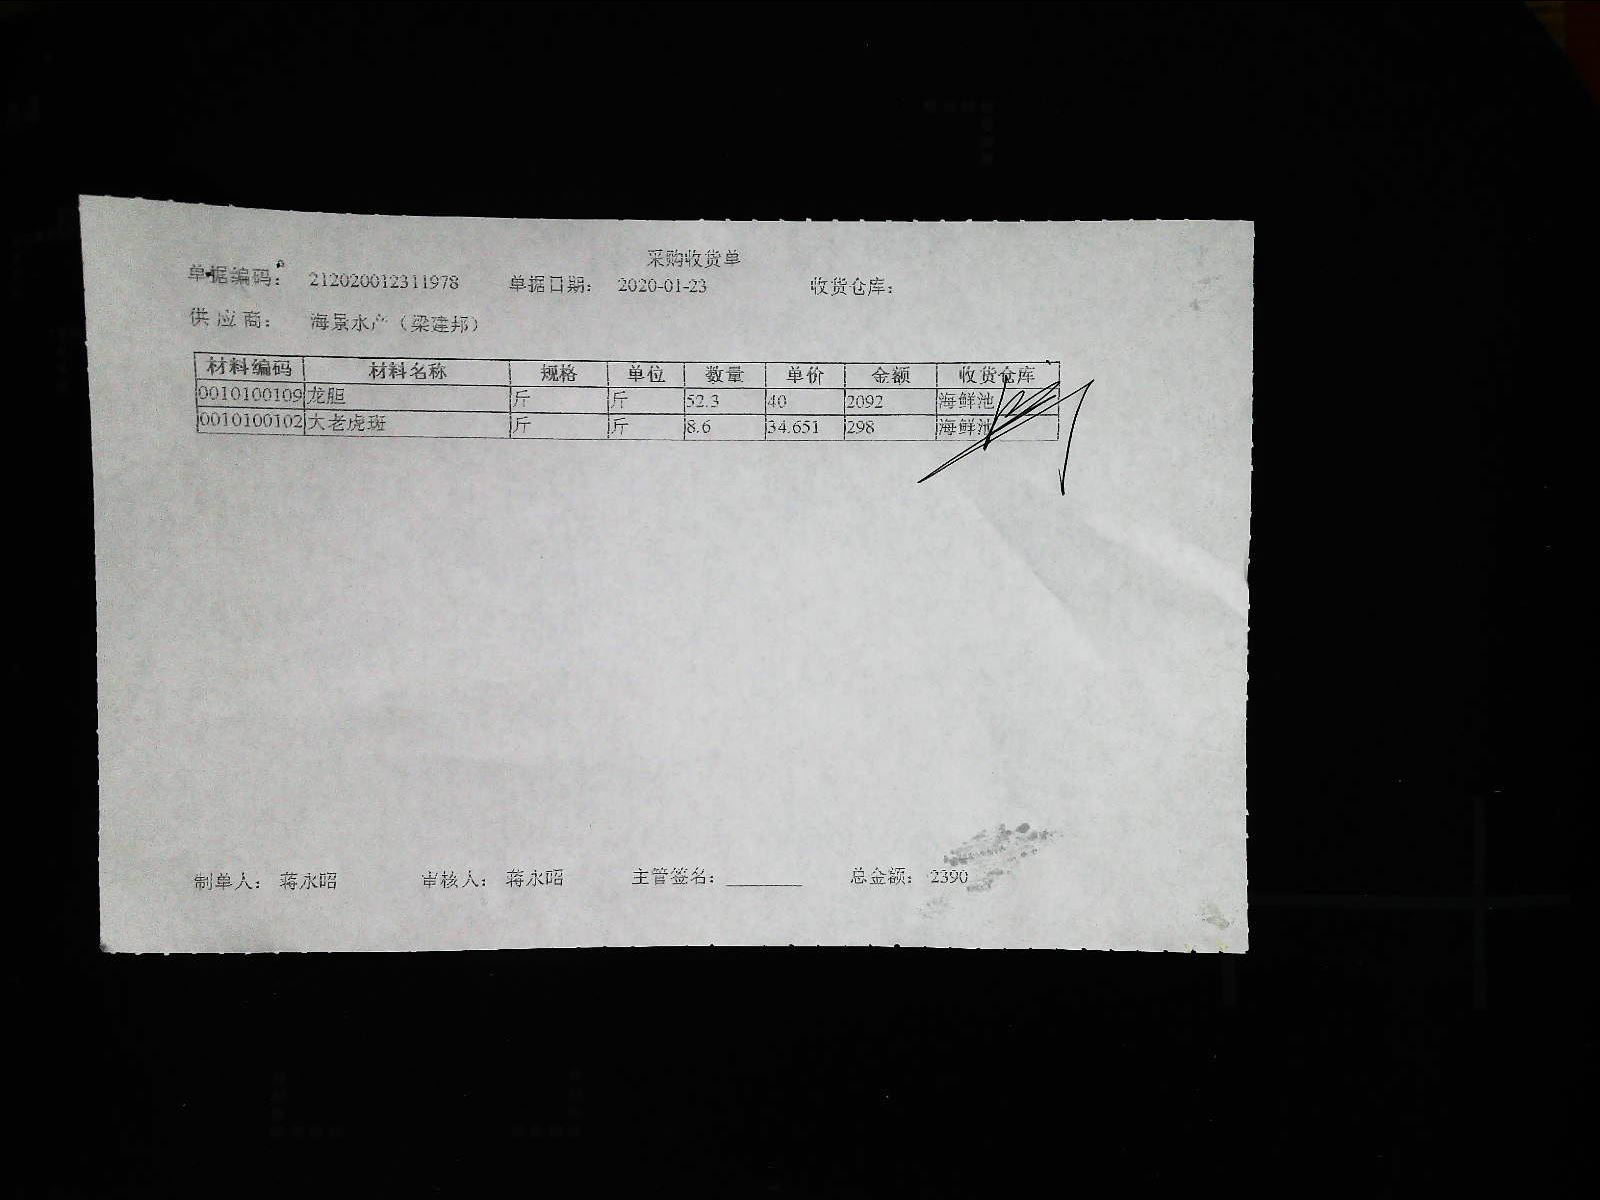 采购收货单
单据编码： 212020012311978 单据日期： 2020-01-23 收货仓库：
供应商： 海景水产（梁建邦）
材料编码 材料名称 规格 单位 数量 单价 金额 收货仓库
0010100109 龙胆 斤 斤 52.3 40 2092 海鲜池
0010100102 大老虎斑 斤 斤 8.6 34.651 298 海鲜池
制单人： 蒋永昭 审核人： 蒋永昭 主管签名：________ 总金额： 2390